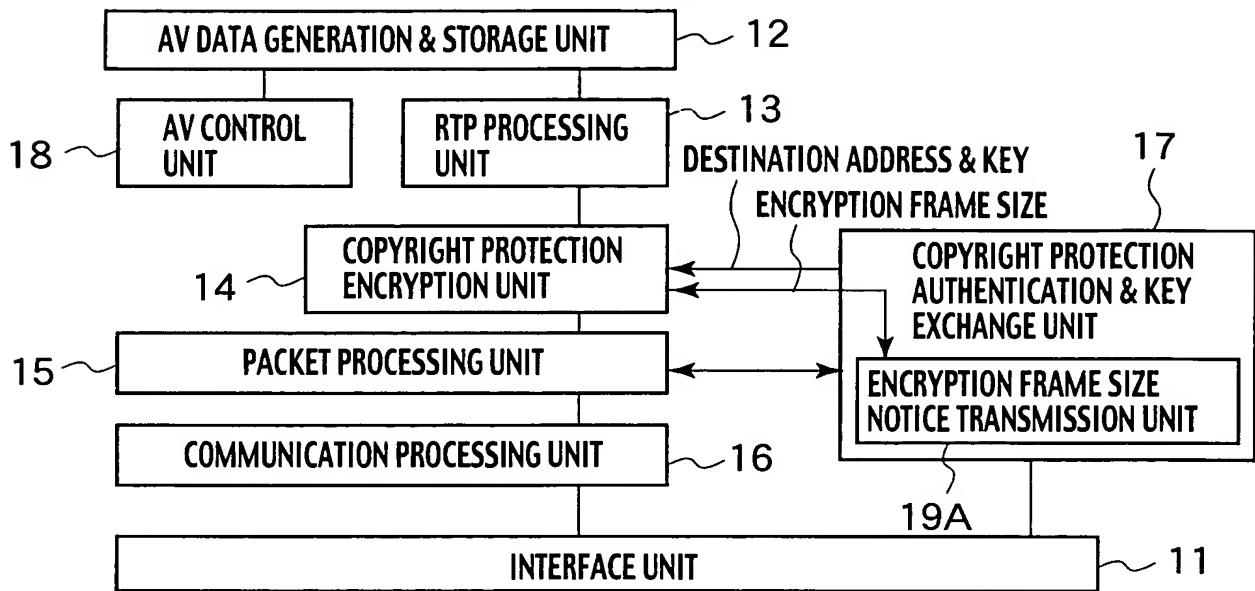 AV DATA GENERATION & STORAGE UNIT
12
AV CONTROL
UNIT
18
RTP PROCESSING
UNIT
13
DESTINATION ADDRESS & KEY
ENCRYPTION FRAME SIZE
17
COPYRIGHT PROTECTION
ENCRYPTION UNIT
14
COPYRIGHT PROTECTION
AUTHENTICATION & KEY
EXCHANGE UNIT
PACKET PROCESSING UNIT
15
ENCRYPTION FRAME SIZE
NOTICE TRANSMISSION UNIT
19A
COMMUNICATION PROCESSING UNIT
16
INTERFACE UNIT
11